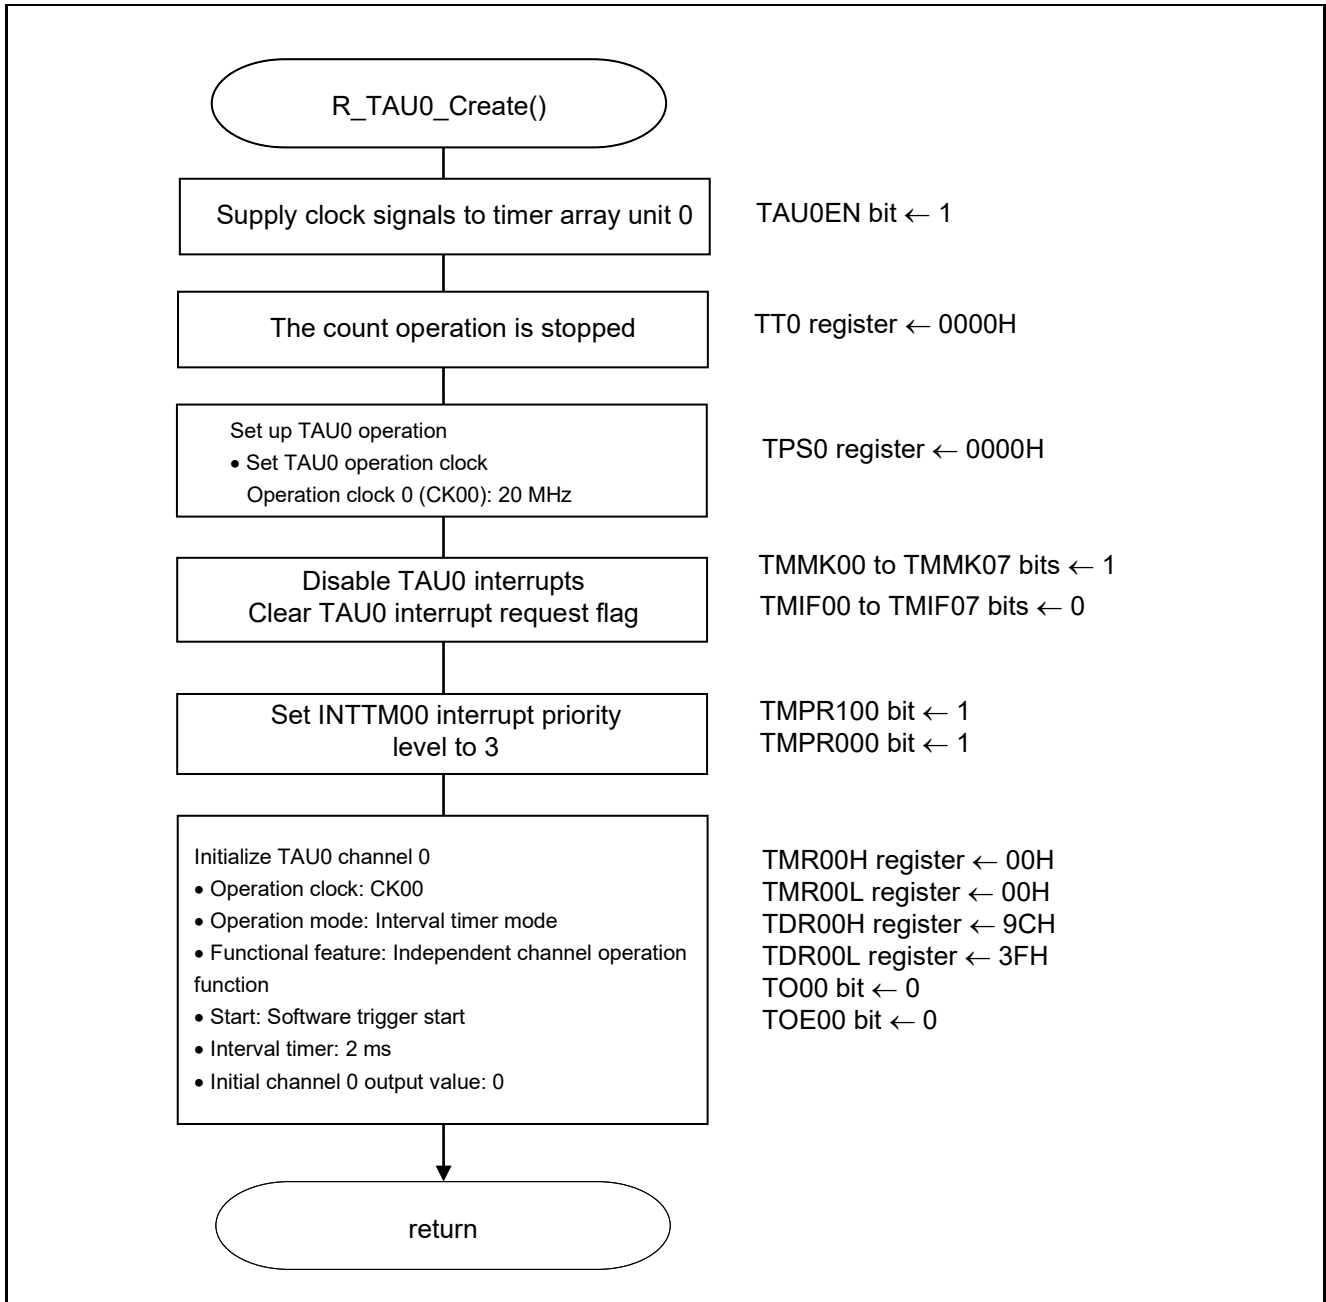 R_TAU0_Create()
Supply clock signals to timer array unit 0
TAU0EN bit ← 1
The count operation is stopped
TT0 register ← 0000H
Set up TAU0 operation
• Set TAU0 operation clock
Operation clock 0 (CK00): 20 MHz
TPS0 register ← 0000H
Disable TAU0 interrupts
Clear TAU0 interrupt request flag
TMMK00 to TMMK07 bits ← 1
TMIF00 to TMIF07 bits ← 0
Set INTTM00 interrupt priority
level to 3
TMPR100 bit ← 1
TMPR000 bit ← 1
Initialize TAU0 channel 0
• Operation clock: CK00
• Operation mode: Interval timer mode
• Functional feature: Independent channel operation
function
• Start: Software trigger start
• Interval timer: 2 ms
• Initial channel 0 output value: 0
TMR00H register ← 00H
TMR00L register ← 00H
TDR00H register ← 9CH
TDR00L register ← 3FH
TO00 bit ← 0
TOE00 bit ← 0
return